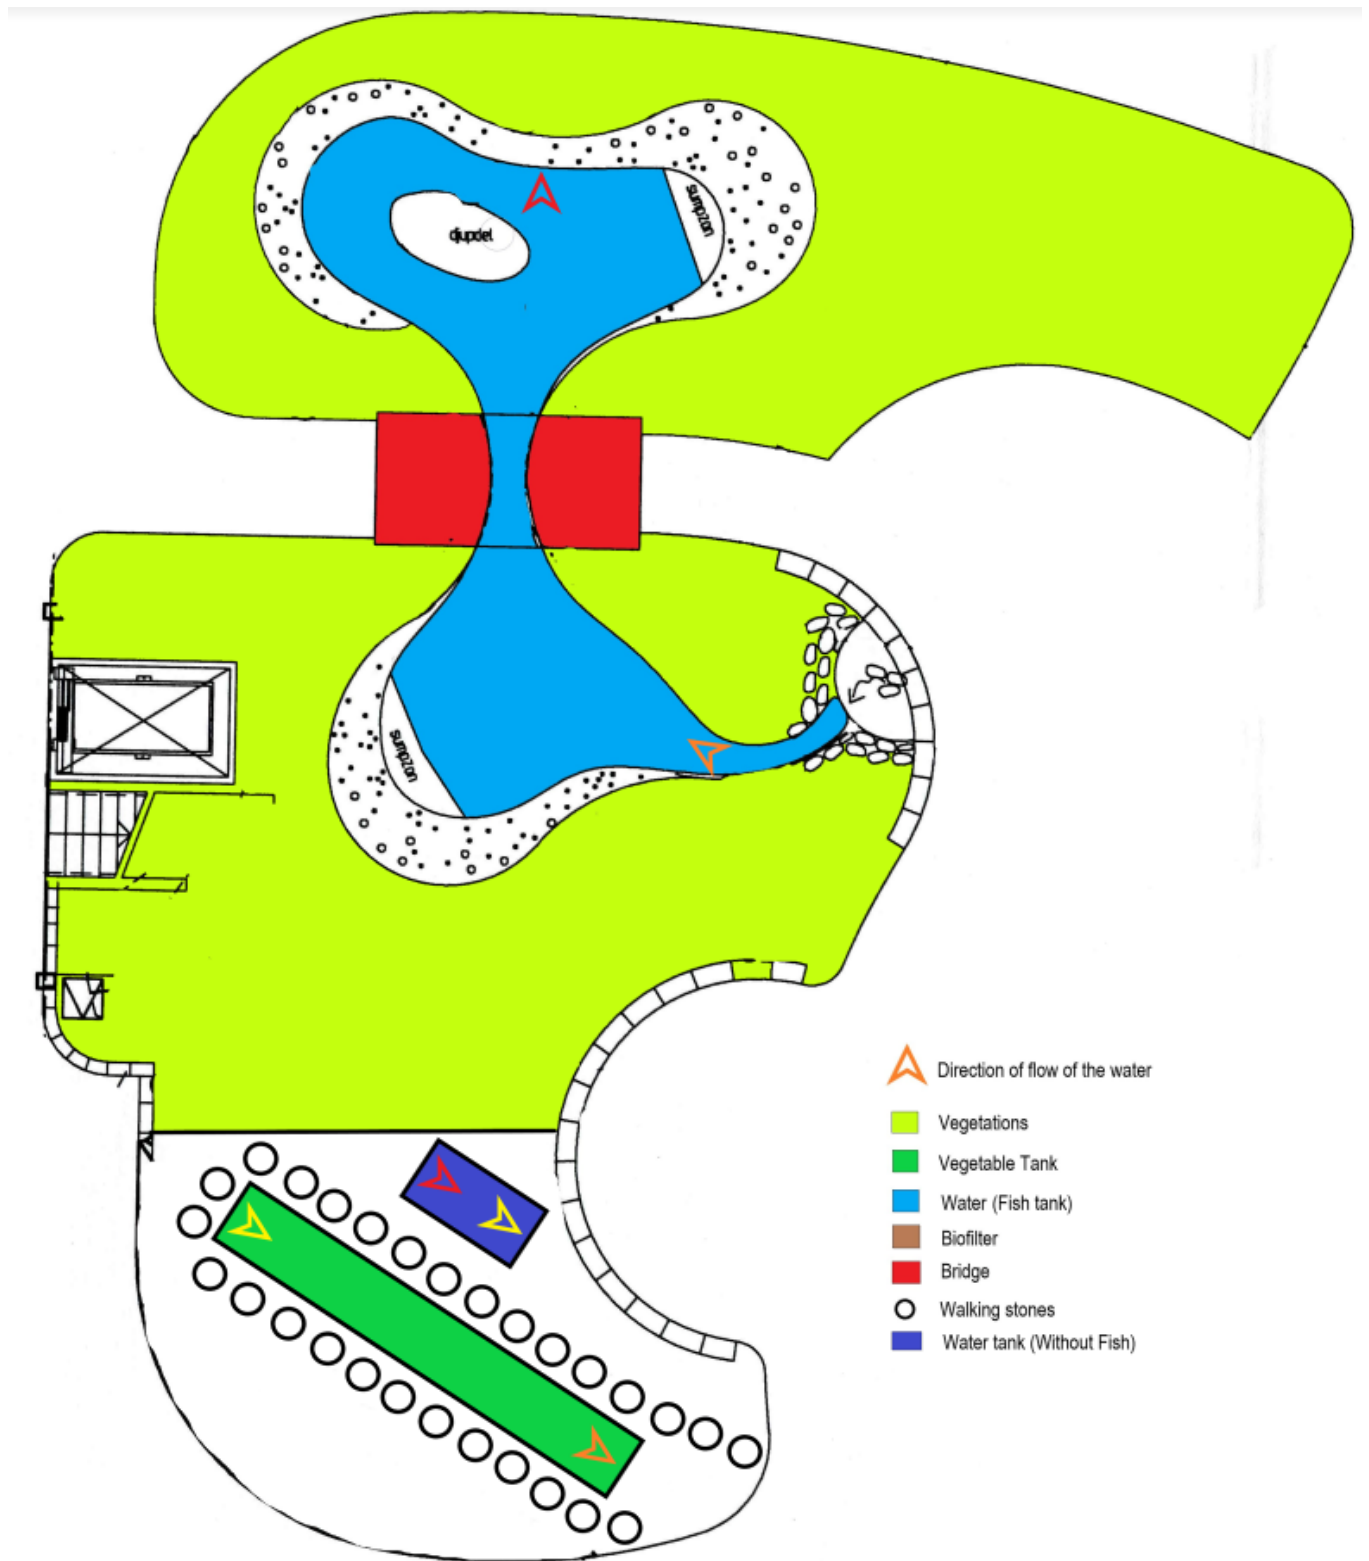 sumpzon
djupdel
sumpzon
Direction of flow of the water
Vegetations
Vegetable Tank
Water (Fish tank)
Biofilter
Bridge
Walking stones
Water tank (Without Fish)